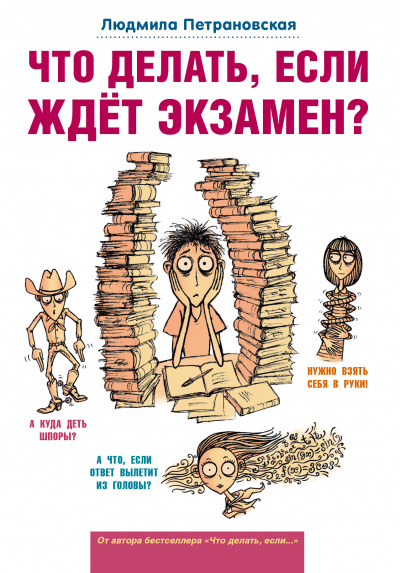 Людмила Петрановская
ЧТО ДЕЛАТЬ, ЕСЛИ
ЖДЁТ ЭКЗАМЕН?
НУЖНО ВЗЯТЬ
СЕБЯ В РУКИ!
А КУДА ДЕТЬ
ШПОРЫ?
А ЧТО, ЕСЛИ
ОТВЕТ ВЫЛЕТИТ
ИЗ ГОЛОВЫ?
От автора бестселлера «Что делать, если...»